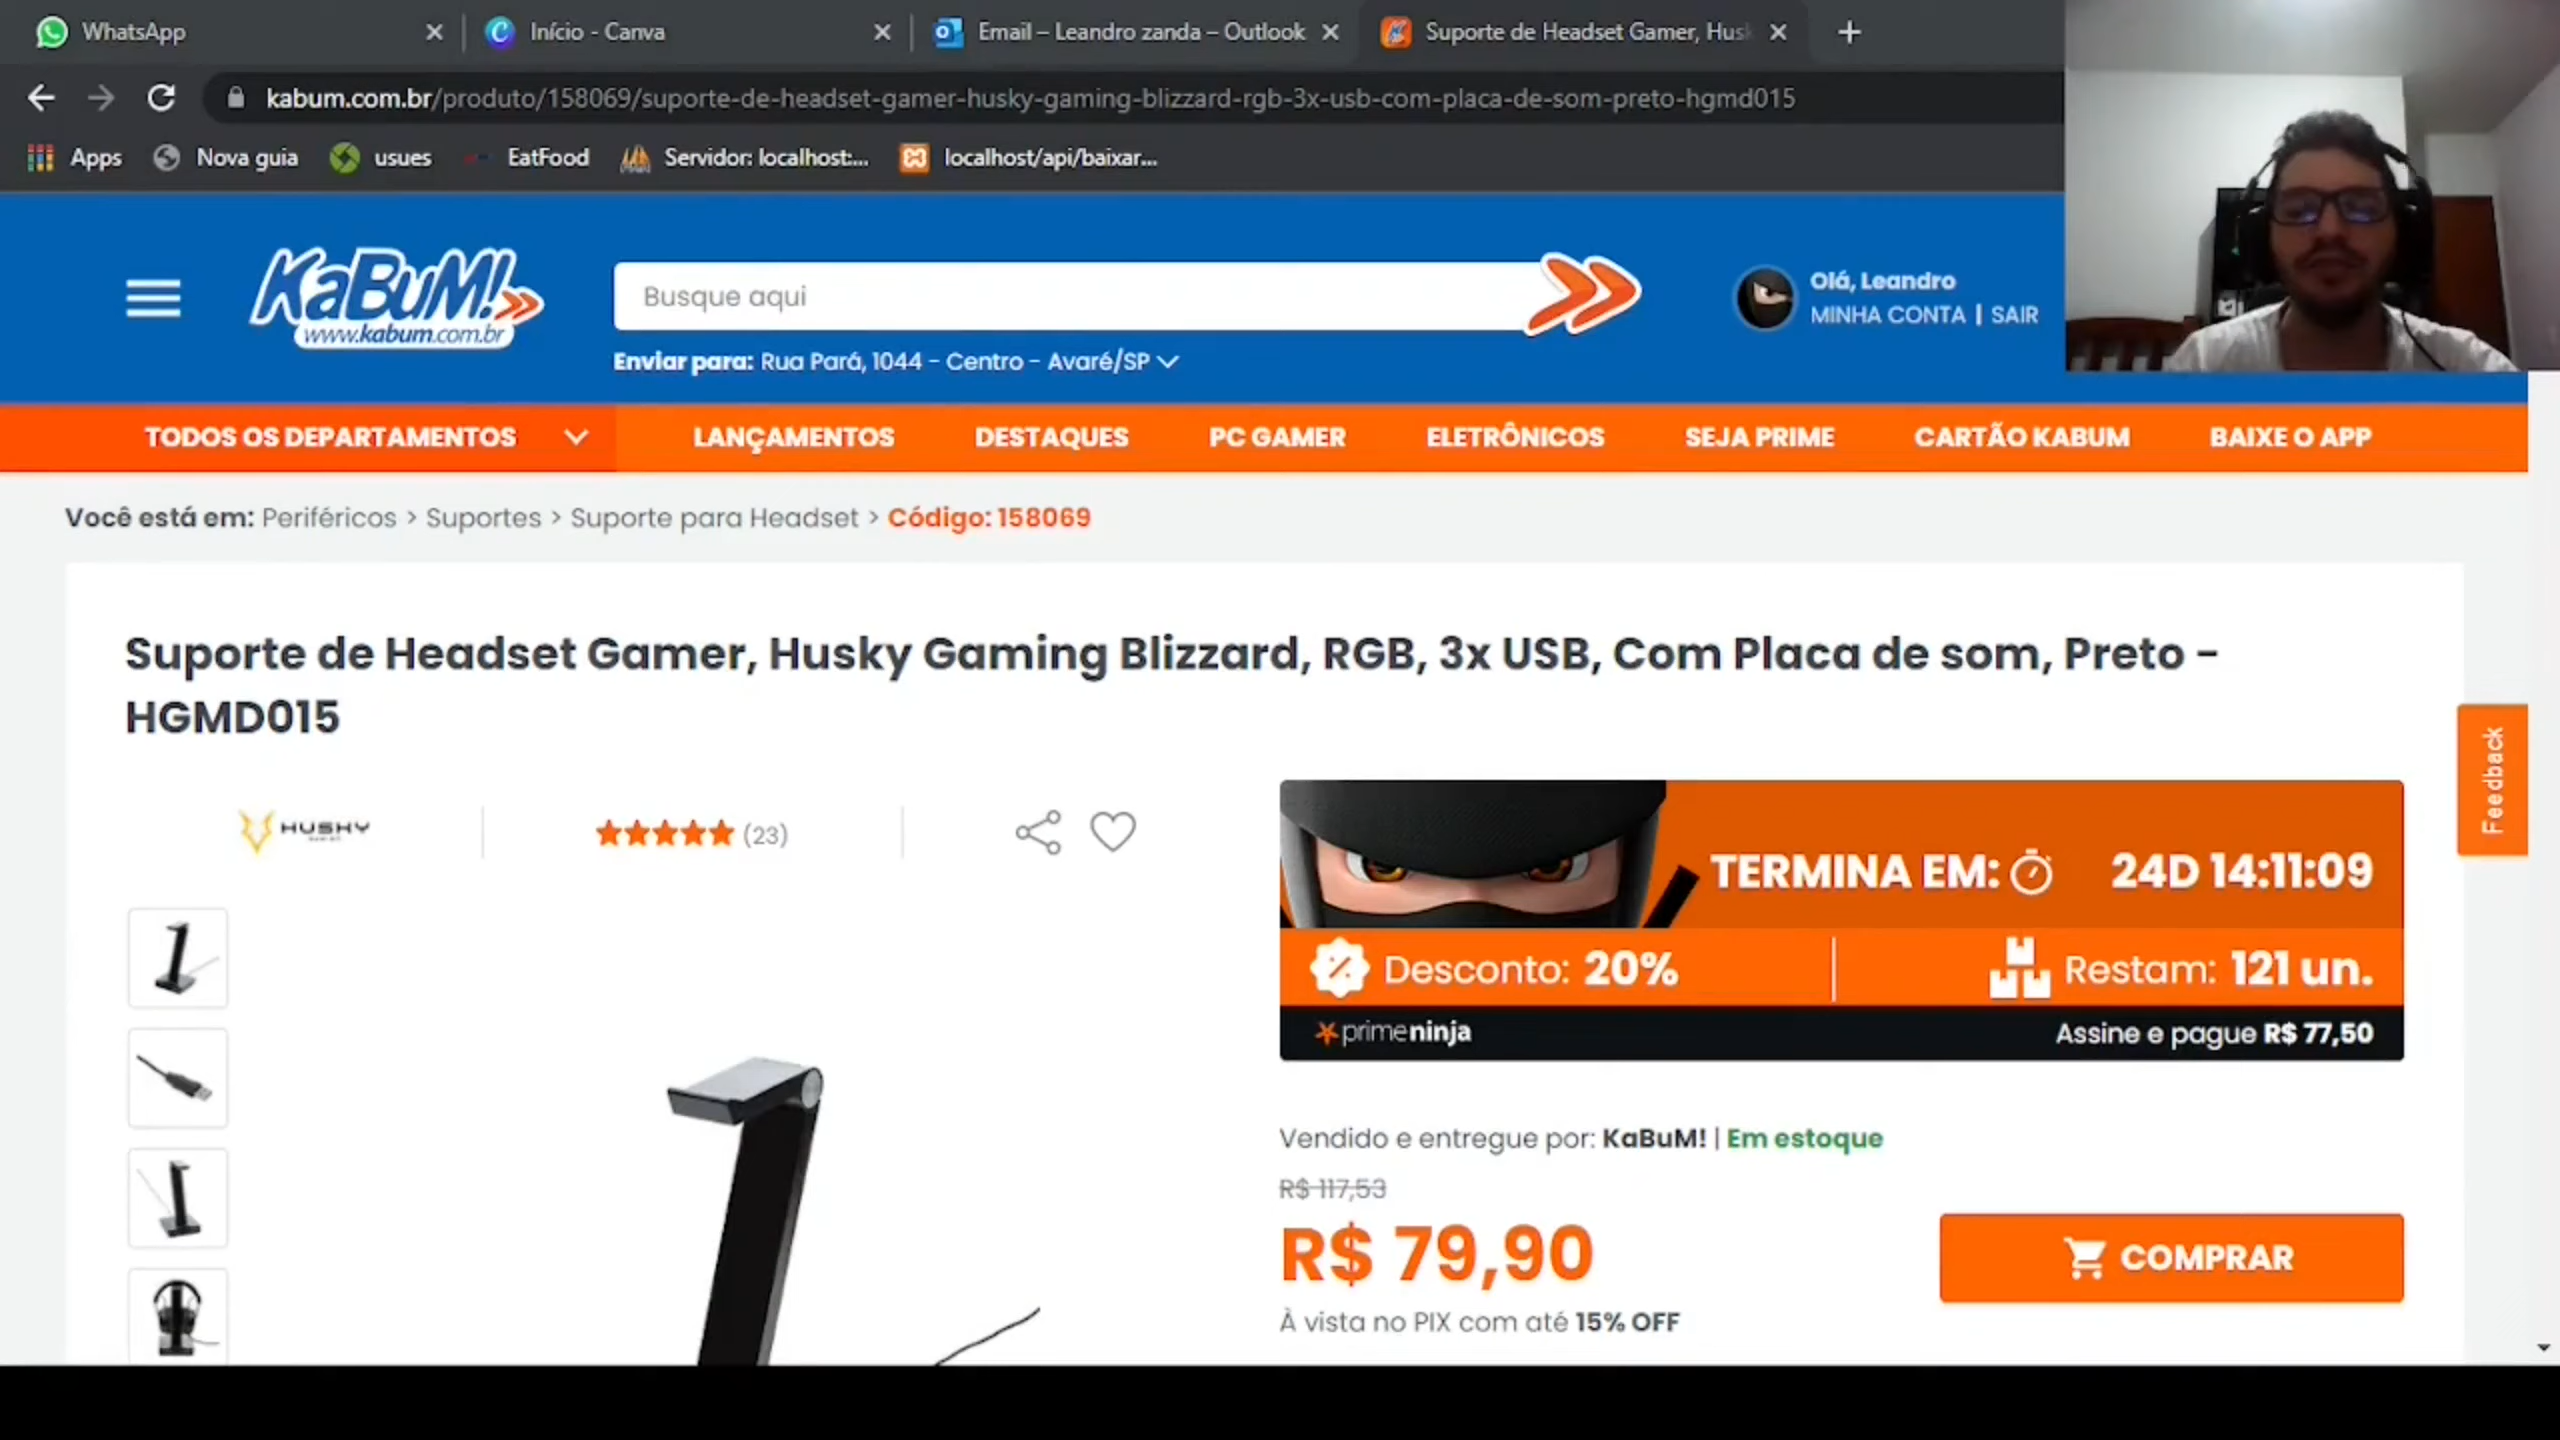 WhatsApp
Início - Canva
Email – Leandro zanda – Outlook
Suporte de Headset Gamer, Husk
kabum.com.br/produto/158069/suporte-de-headset-gamer-husky-gaming-blizzard-rgb-3x-usb-com-placa-de-som-preto-hgmd015
Apps
Nova guia
usues
EatFood
Servidor: localhost:...
localhost/api/baixar...
KaBuM!
www.kabum.com.br
Busque aqui
Olá, Leandro
MINHA CONTA | SAIR
Enviar para: Rua Pará, 1044 - Centro - Avaré/SP
TODOS OS DEPARTAMENTOS
LANÇAMENTOS
DESTAQUES
PC GAMER
ELETRÔNICOS
SEJA PRIME
CARTÃO KABUM
BAIXE O APP
Você está em: Periféricos > Suportes > Suporte para Headset > Código: 158069
Suporte de Headset Gamer, Husky Gaming Blizzard, RGB, 3x USB, Com Placa de som, Preto -
HGMD015
HUSKY
(23)
Feedback
TERMINA EM: 24D 14:11:09
Desconto: 20%
Restam: 121 un.
primeninja
Assine e pague R$ 77,50
Vendido e entregue por: KaBuM! | Em estoque
R$ 117,53
R$ 79,90
COMPRAR
À vista no PIX com até 15% OFF